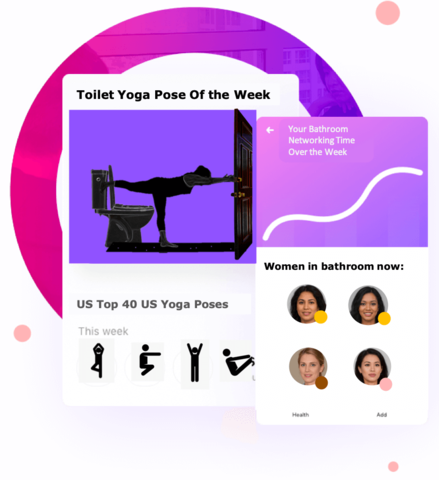 Toilet Yoga Pose Of the Week
US Top 40 US Yoga Poses
This week
Your Bathroom
Networking Time
Over the Week
Women in bathroom now:
Health
Add